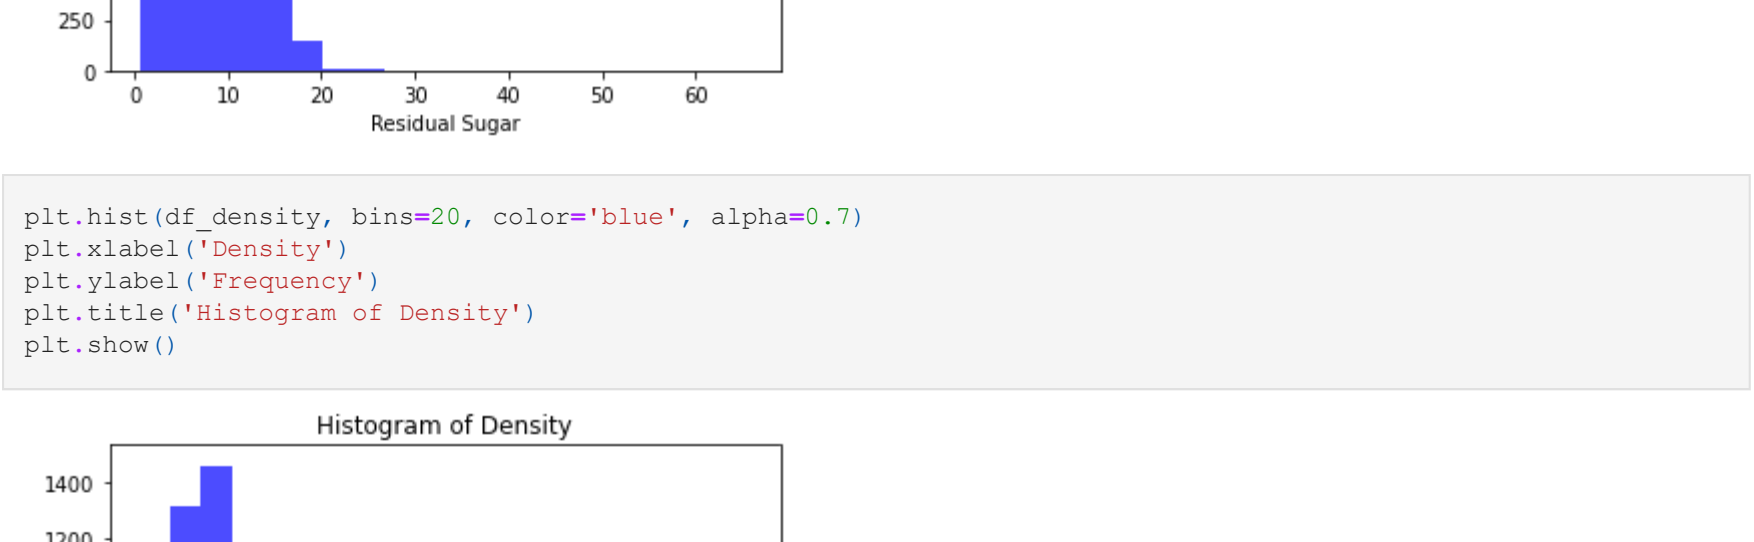 250
0
0 10 20 30 40 50 60
Residual Sugar
plt.hist(df_density, bins=20, color='blue', alpha=0.7)
plt.xlabel('Density')
plt.ylabel('Frequency')
plt.title('Histogram of Density')
plt.show()
Histogram of Density
1400
1200